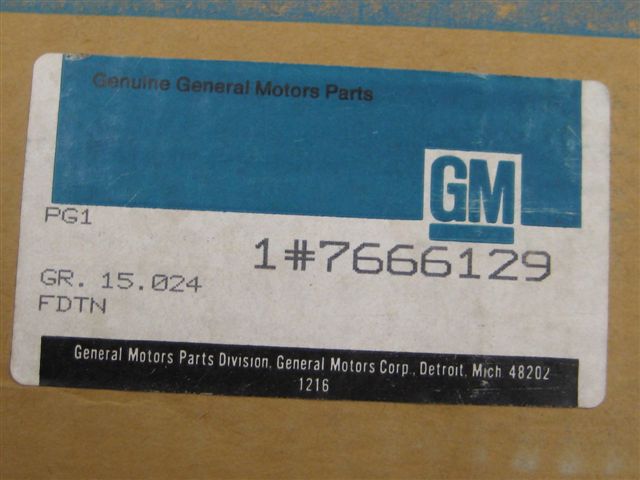 Genuine General Motors Parts
GM
PG1
1#7666129
GR. 15.024
FDTN
General Motors Parts Division, General Motors Corp., Detroit, Mich 48202
1216